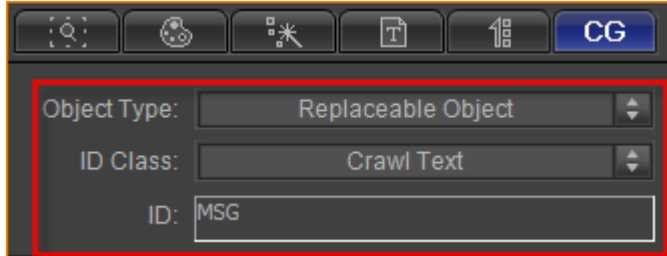 CG
Object Type: Replaceable Object
ID Class: Crawl Text
ID: MSG